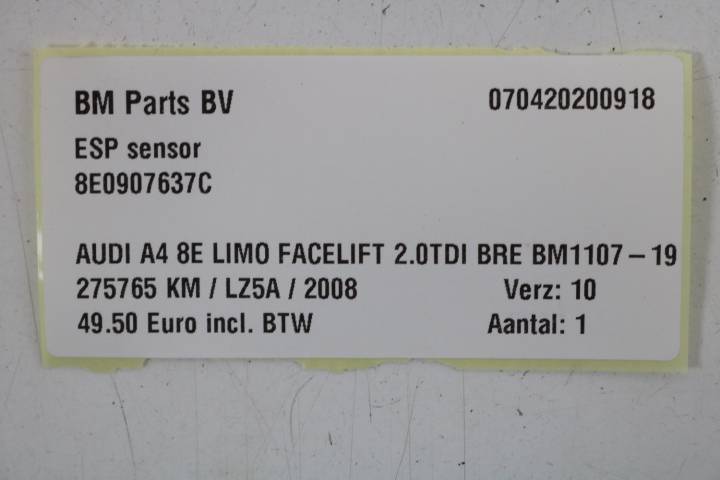 BM Parts BV 070420200918
ESP sensor
8E0907637C
AUDI A4 8E LIMO FACELIFT 2.0TDI BRE BM1107-19
275765 KM / LZ5A / 2008 Verz: 10
49.50 Euro incl. BTW Aantal: 1